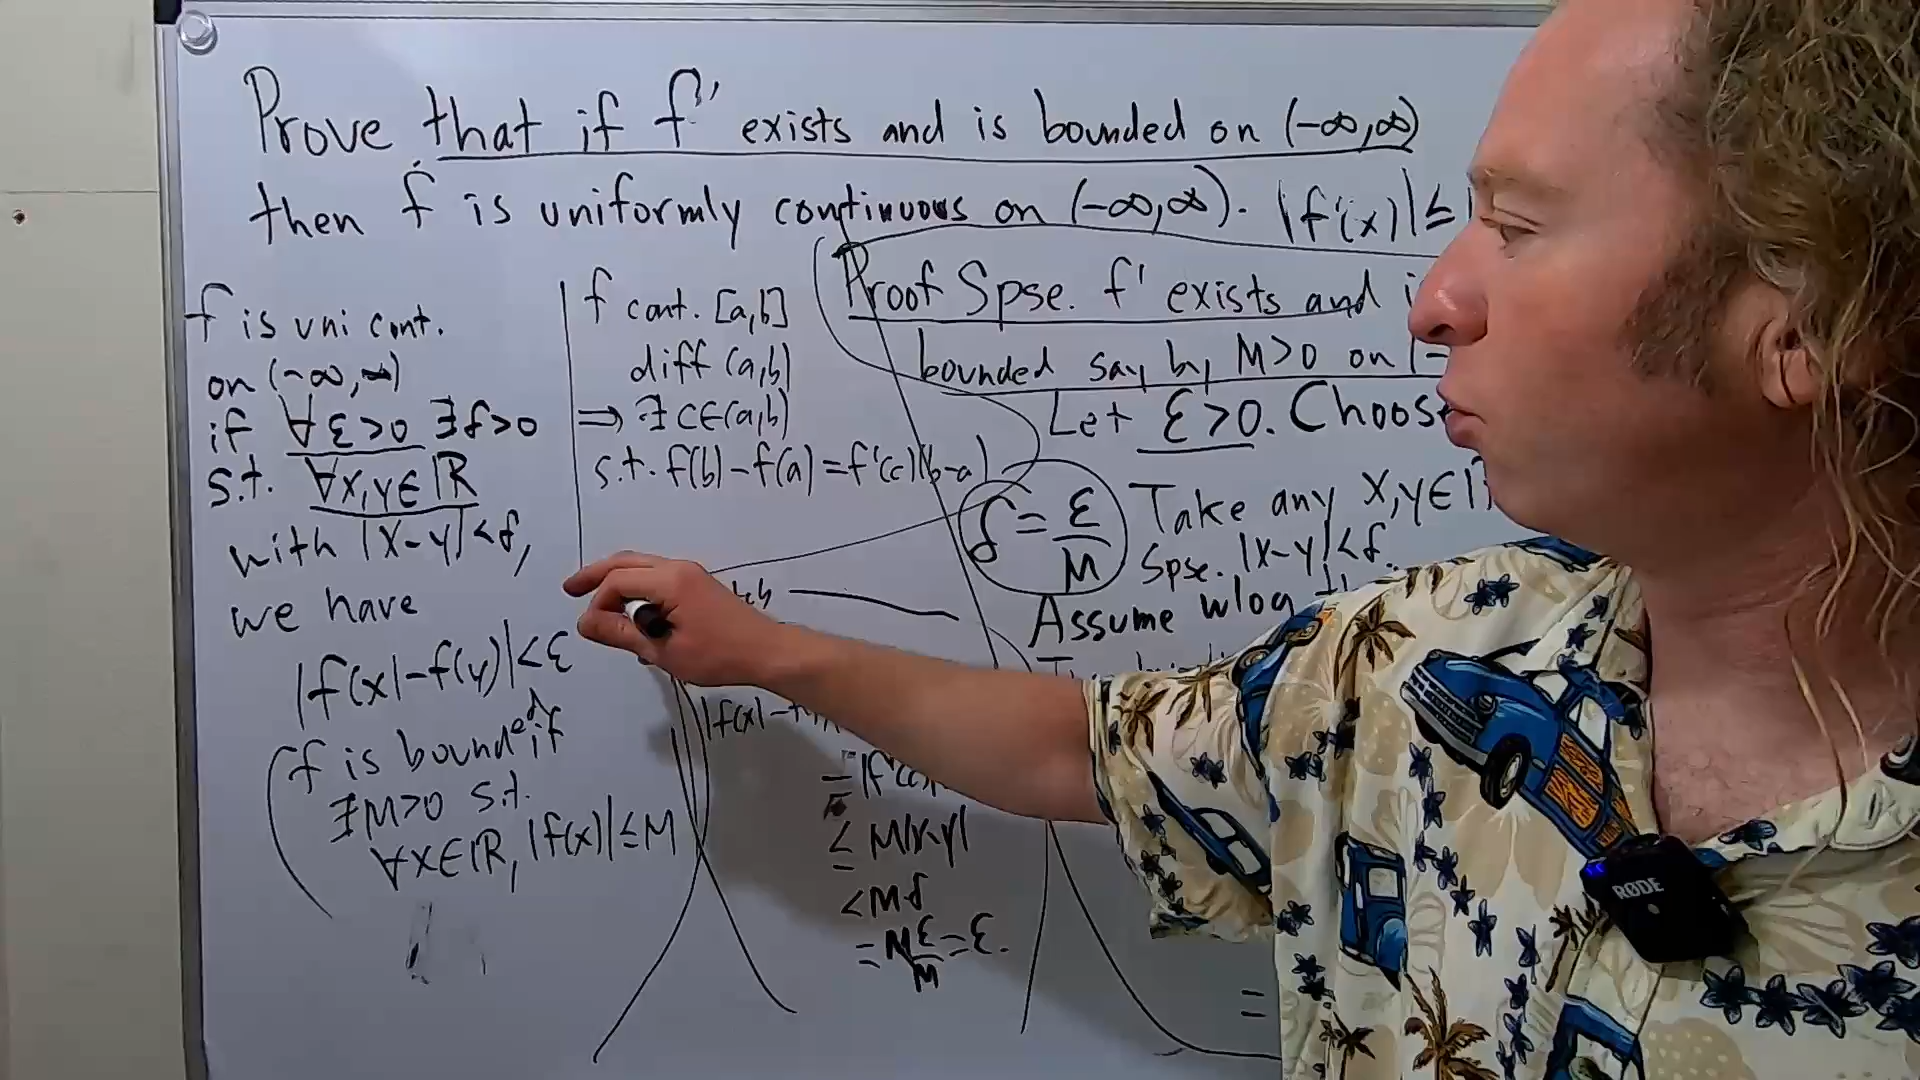 Prove that if f' exists and is bounded on (-∞,∞)
then f is uniformly continuous on (-∞,∞). |f'(x)|≤
f is uni cont.
on (-∞,∞)
if ∀ε>0 ∃δ>0
s.t. ∀x,y∈ℝ
with |x-y|<δ,
we have
|f(x)-f(y)|<ε
f is bounded if
∃M>0 s.t.
∀x∈ℝ, |f(x)|≤M
f cont. [a,b]
diff (a,b)
⇒ ∃c∈(a,b)
s.t. f(b)-f(a)=f'(c)(b-a)
|f(x)-f
=|f'(c)
≤ M|x-y|
<Mδ
=M ε/M=ε.
Proof Spse. f' exists and
bounded say by M>0 on (-
Let ε>0. Choose
δ=ε/M Take any x,y∈ℝ
Spse. |x-y|<δ.
Assume wlog
=
RØDE